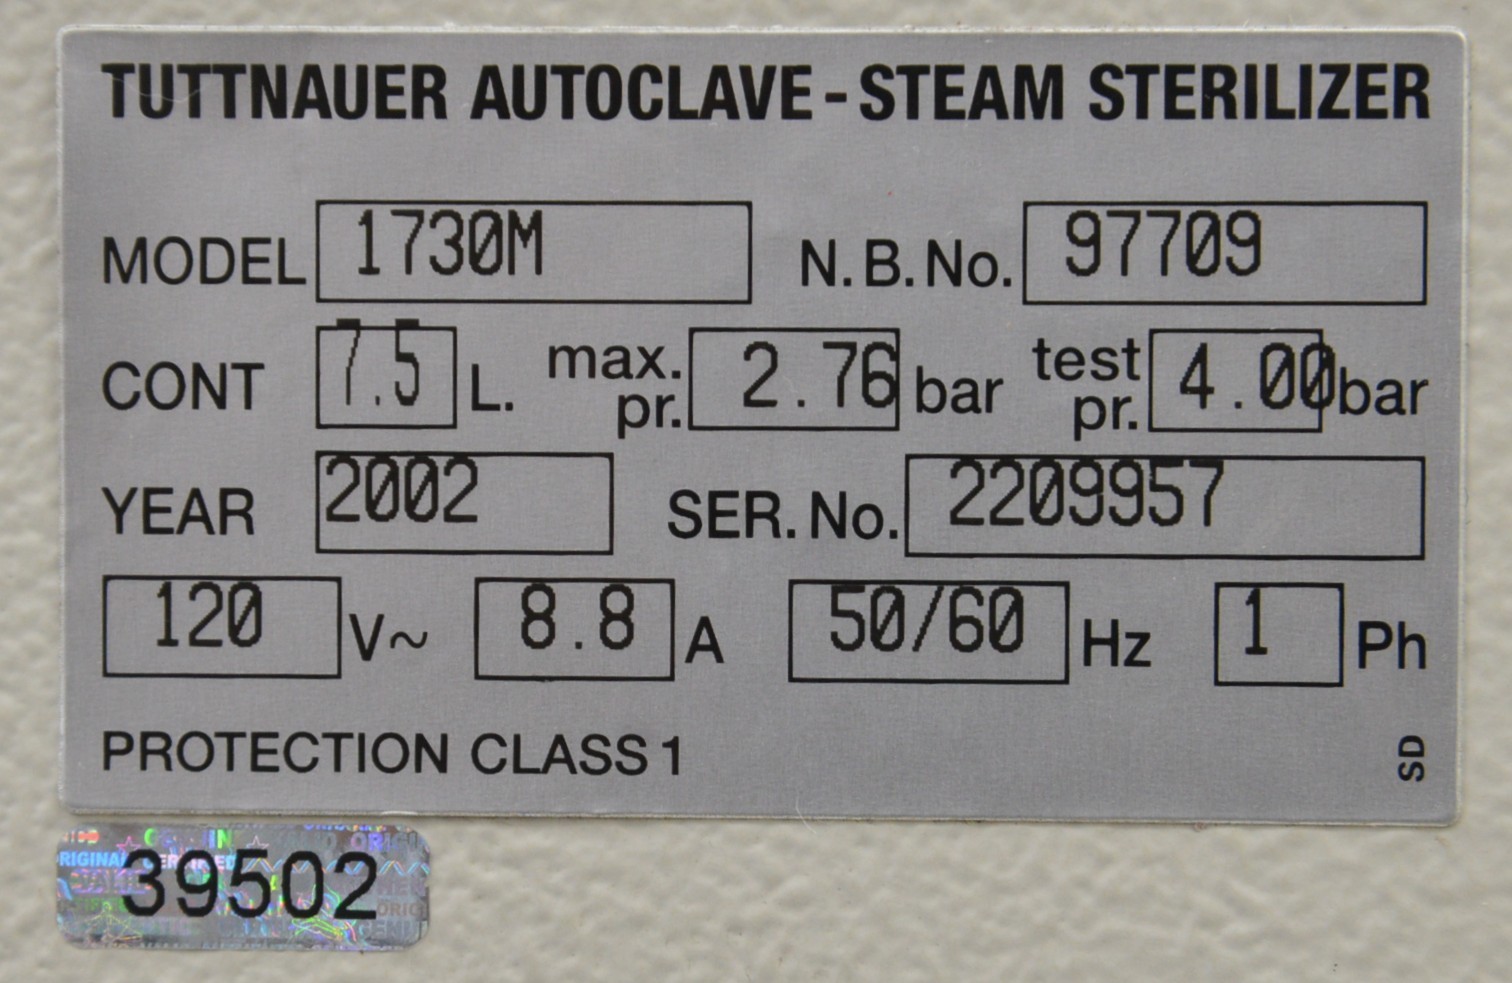 TUTTNAUER AUTOCLAVE - STEAM STERILIZER
MODEL 1730M N.B. No. 97709
CONT 7.5 L. max. pr. 2.76 bar test pr. 4.00 bar
YEAR 2002 SER. No. 2209957
120 V~ 8.8 A 50/60 Hz 1 Ph
PROTECTION CLASS 1
SD
39502